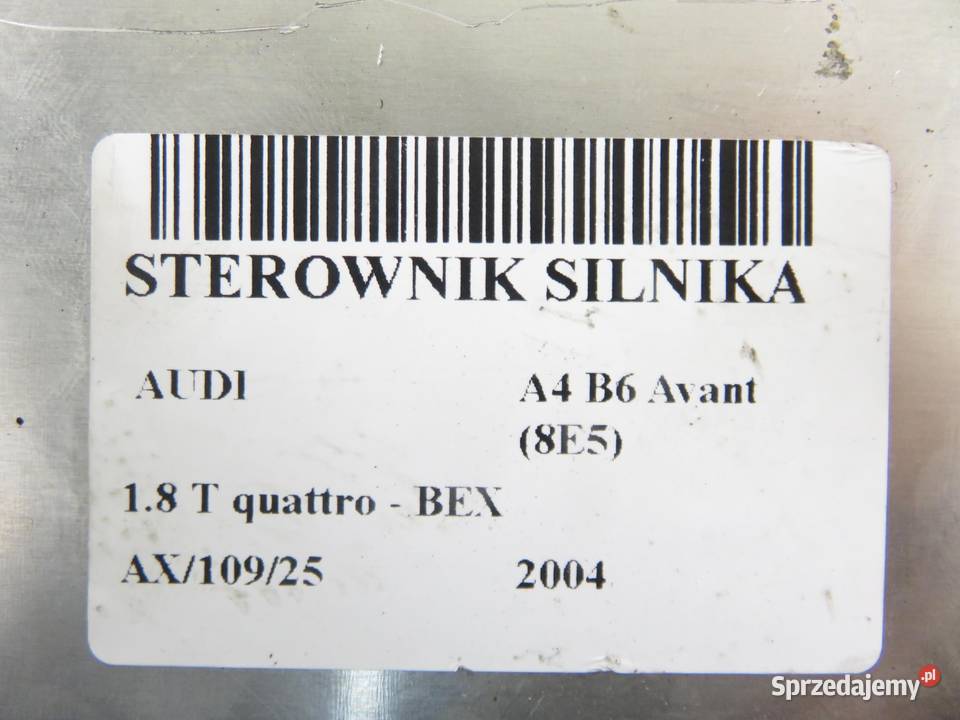 STEROWNIK SILNIKA
AUDI A4 B6 Avant
(8E5)
1.8 T quattro - BEX
AX/109/25 2004
Sprzedajemy.pl